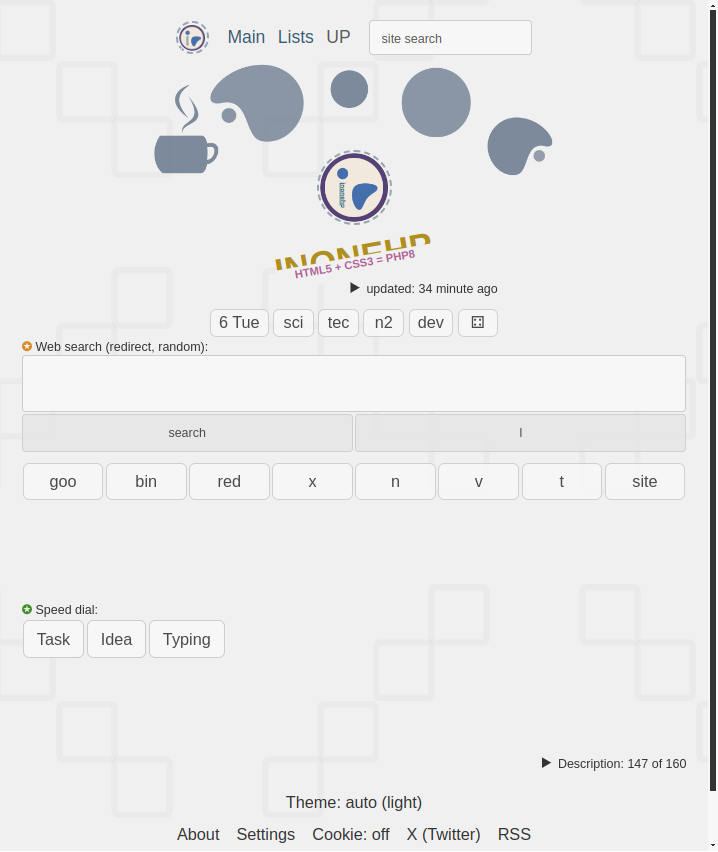 Main Lists UP site search
inonehp
INONEHP
HTML5 + CSS3 = PHP8
updated: 34 minute ago
6 Tue sci tec n2 dev
Web search (redirect, random):
search I
goo bin red x n v t site
Speed dial:
Task Idea Typing
Description: 147 of 160
Theme: auto (light)
About Settings Cookie: off X (Twitter) RSS